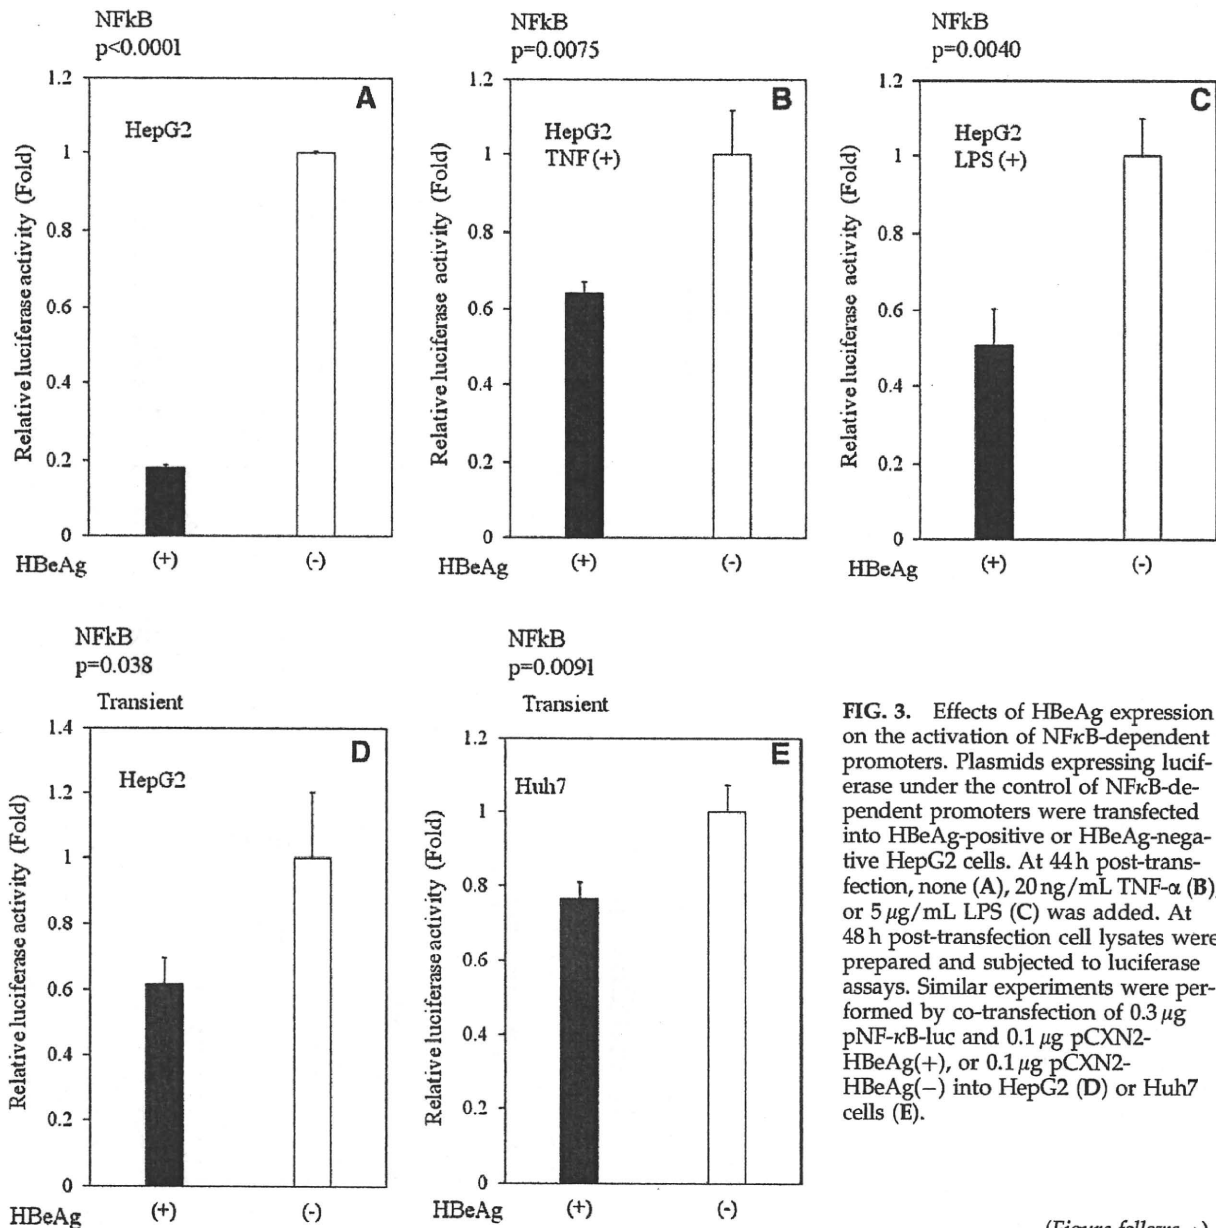 NFkB
p<0.0001
1.2
1
0.8
0.6
0.4
0.2
0
Relative luciferase activity (Fold)
A
HepG2
HBeAg (+) (-)
NFkB
p=0.0075
1.2
1
0.8
0.6
0.4
0.2
0
Relative luciferase activity (Fold)
B
HepG2
TNF (+)
HBeAg (+) (-)
NFkB
p=0.0040
1.2
1
0.8
0.6
0.4
0.2
0
Relative luciferase activity (Fold)
C
HepG2
LPS (+)
HBeAg (+) (-)
NFkB
p=0.038
Transient
1.4
1.2
1
0.8
0.6
0.4
0.2
0
Relative luciferase activity (Fold)
D
HepG2
HBeAg (+) (-)
NFkB
p=0.0091
Transient
1.2
1
0.8
0.6
0.4
0.2
0
Relative luciferase activity (Fold)
E
Huh7
HBeAg (+) (-)
FIG. 3. Effects of HBeAg expression
on the activation of NFκB-dependent
promoters. Plasmids expressing lucif-
erase under the control of NFκB-de-
pendent promoters were transfected
into HBeAg-positive or HBeAg-nega-
tive HepG2 cells. At 44 h post-trans-
fection, none (A), 20 ng/mL TNF-α (B),
or 5 μg/mL LPS (C) was added. At
48 h post-transfection cell lysates were
prepared and subjected to luciferase
assays. Similar experiments were per-
formed by co-transfection of 0.3 μg
pNF-κB-luc and 0.1 μg pCXN2-
HBeAg(+), or 0.1 μg pCXN2-
HBeAg(−) into HepG2 (D) or Huh7
cells (E).
(Figure follows